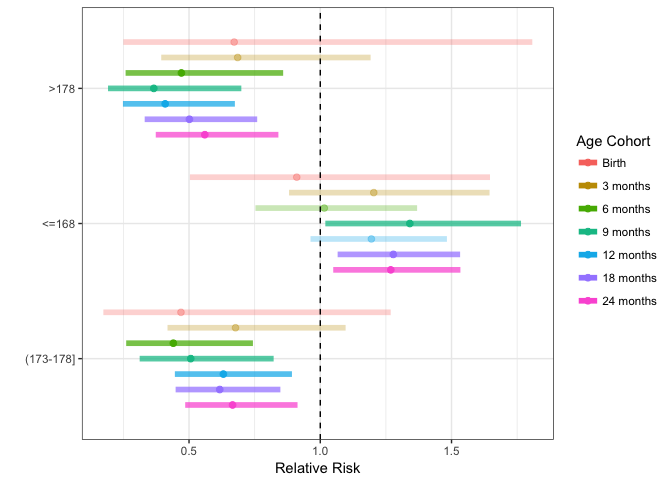 >178
<=168
(173-178]
0.5
1.0
1.5
Relative Risk
Age Cohort
Birth
3 months
6 months
9 months
12 months
18 months
24 months